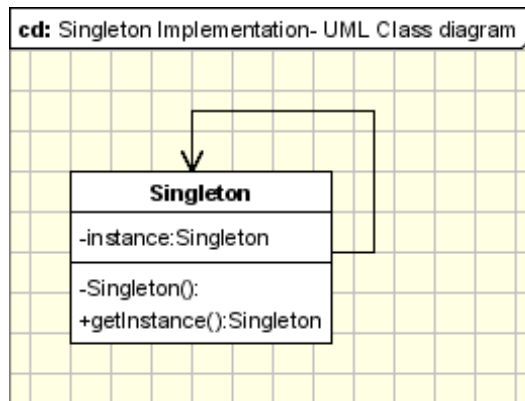 cd: Singleton Implementation- UML Class diagram
Singleton
-instance:Singleton
-Singleton():
+getInstance():Singleton